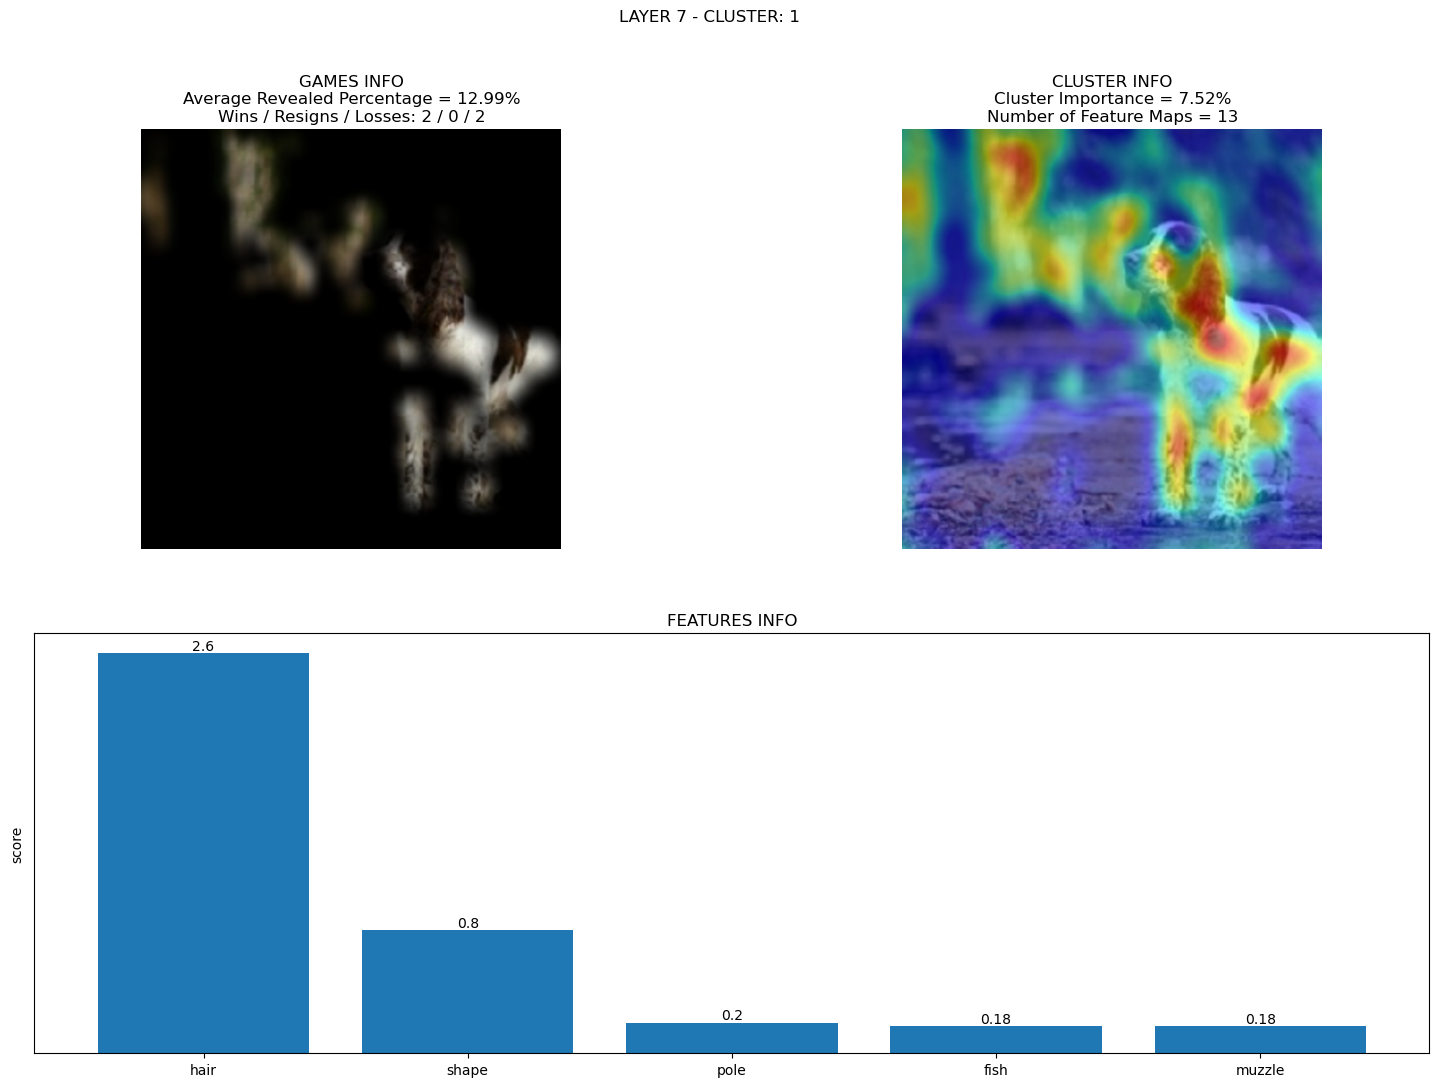 LAYER 7 - CLUSTER: 1
GAMES INFO
Average Revealed Percentage = 12.99%
Wins / Resigns / Losses: 2 / 0 / 2
CLUSTER INFO
Cluster Importance = 7.52%
Number of Feature Maps = 13
FEATURES INFO
score
2.6
0.8
0.2
0.18
0.18
hair
shape
pole
fish
muzzle